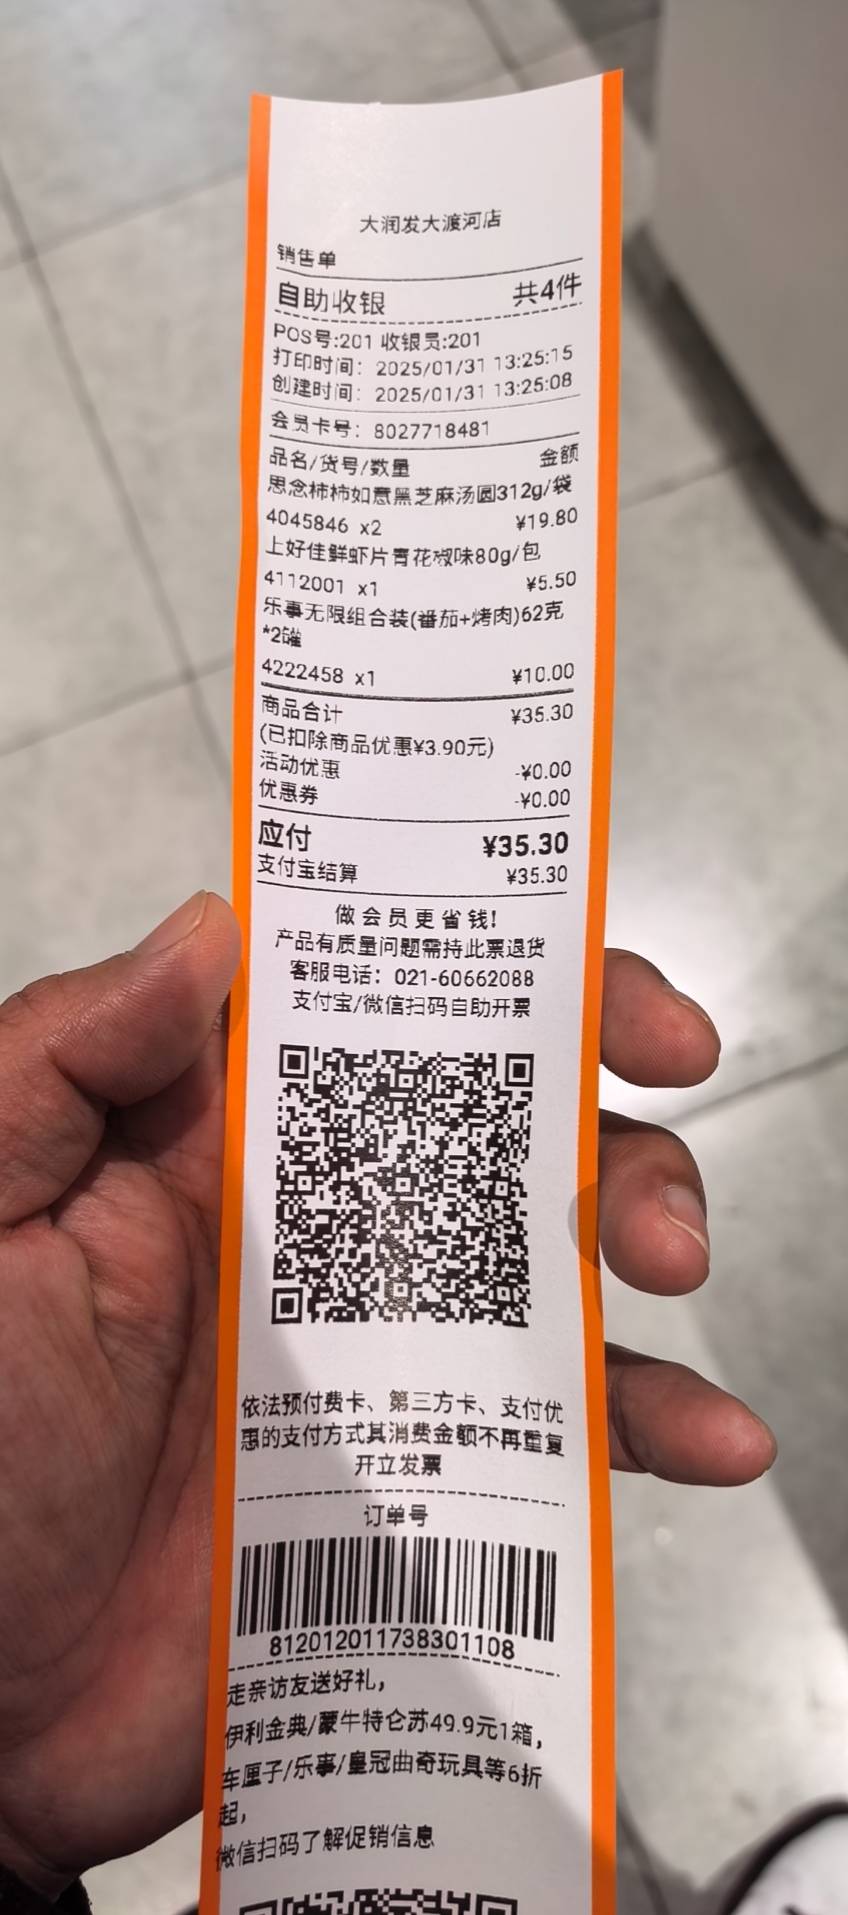 大润发大渡河店
销售单
自助收银 共4件
POS号:201 收银员:201
打印时间: 2025/01/31 13:25:15
创建时间: 2025/01/31 13:25:08
会员卡号: 8027718481
品名/货号/数量 金额
思念柿柿如意黑芝麻汤圆312g/袋
4045846 x2 ¥19.80
上好佳鲜虾片青花椒味80g/包
4112001 x1 ¥5.50
乐事无限组合装(番茄+烤肉)62克
*2罐
4222458 x1 ¥10.00
商品合计 ¥35.30
(已扣除商品优惠¥3.90元)
活动优惠 -¥0.00
优惠券 -¥0.00
应付 ¥35.30
支付宝结算 ¥35.30
做会员更省钱!
产品有质量问题需持此票退货
客服电话: 021-60662088
支付宝/微信扫码自助开票
依法预付费卡、第三方卡、支付优
惠的支付方式其消费金额不再重复
开立发票
订单号
812012011738301108
走亲访友送好礼,
伊利金典/蒙牛特仑苏49.9元1箱,
车厘子/乐事/皇冠曲奇玩具等6折
起,
微信扫码了解促销信息